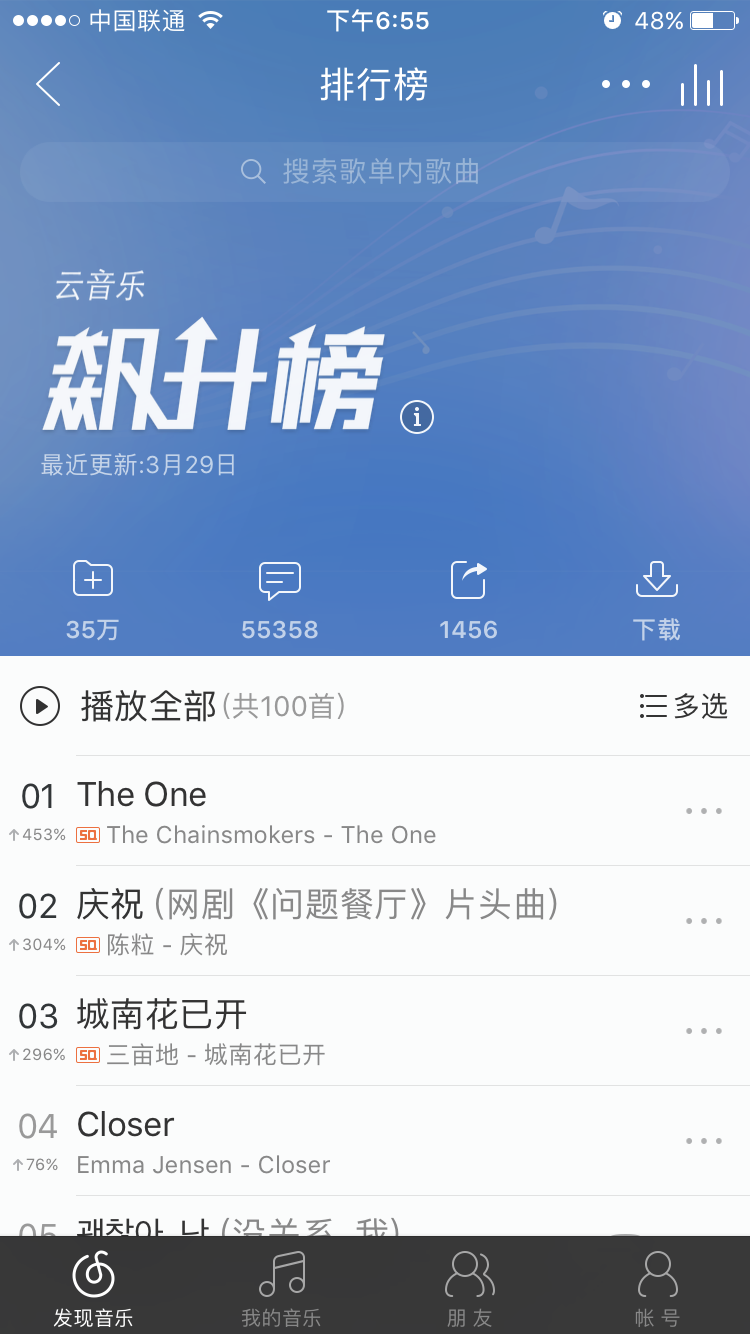 中国联通
下午6:55
48%
排行榜
搜索歌单内歌曲
云音乐
飙升榜
最近更新:3月29日
35万
55358
1456
下载
播放全部(共100首)
多选
01 The One
↑453% SQ The Chainsmokers - The One
02 庆祝 (网剧《问题餐厅》片头曲)
↑304% SQ 陈粒 - 庆祝
03 城南花已开
↑296% SQ 三亩地 - 城南花已开
04 Closer
↑76% Emma Jensen - Closer
05 괜찮아 난 (没关系 我)
发现音乐
我的音乐
朋友
帐号